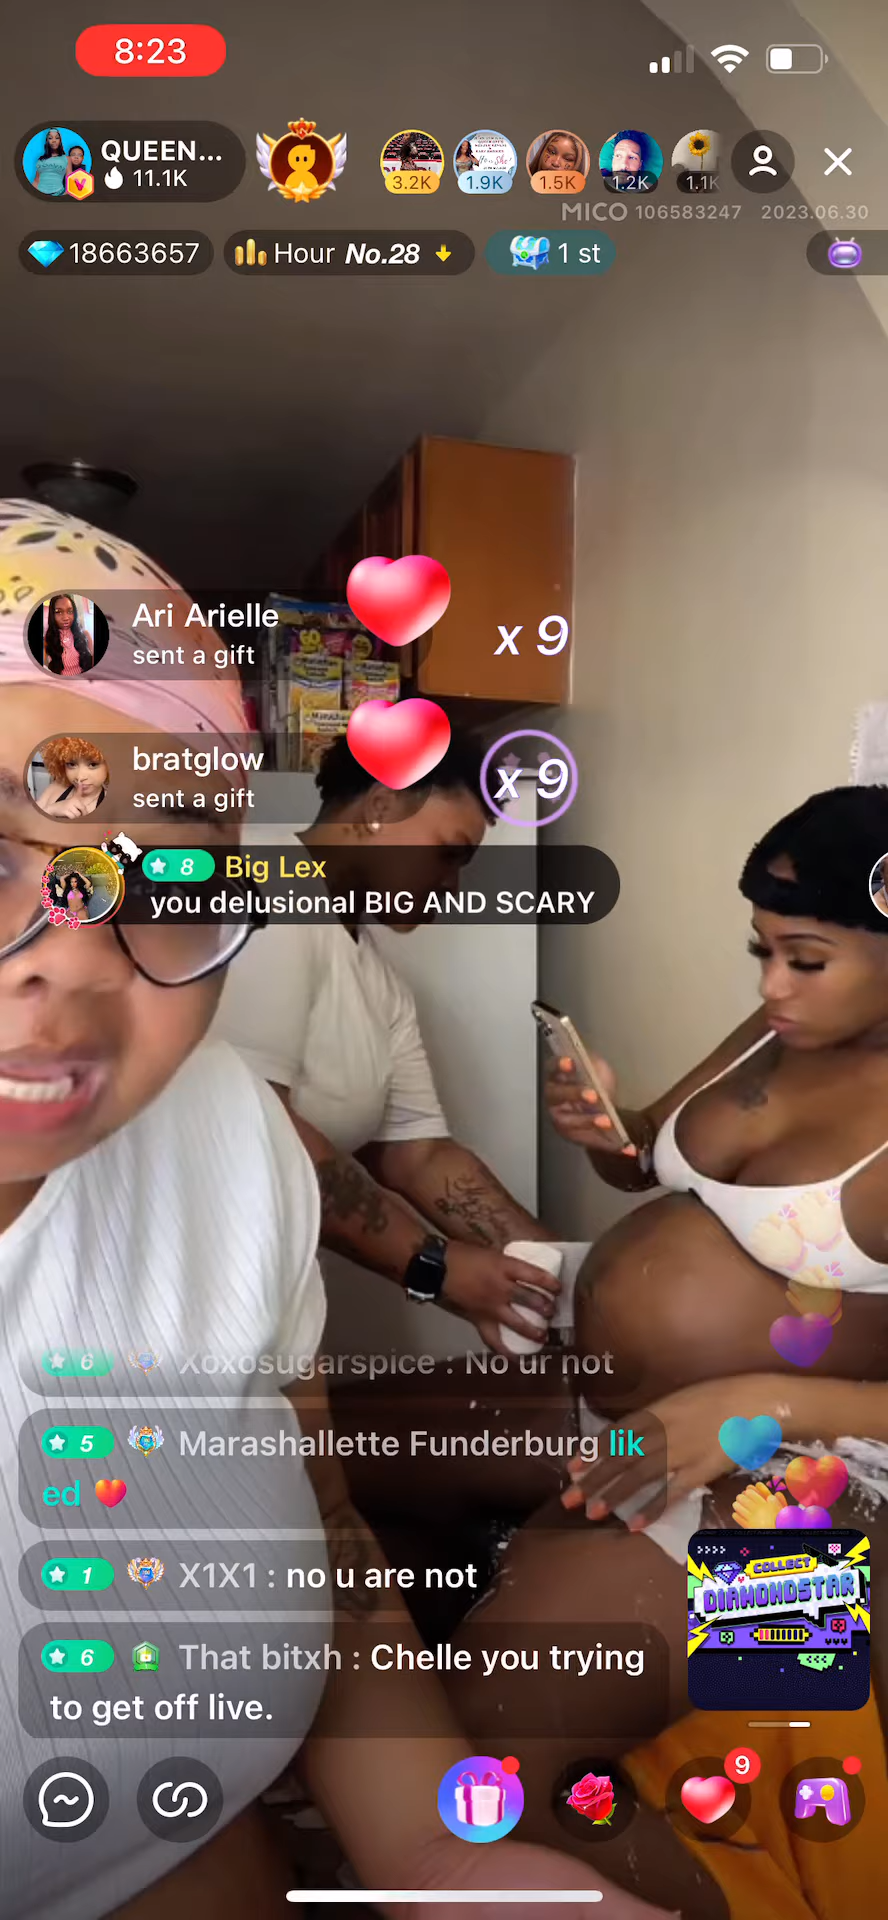 8:23
QUEEN...
11.1K
3.2K
1.9K
1.5K
1.2K
1.1K
MICO 106583247 2023.06.30
18663657
Hour No.28
1 st
Ari Arielle
sent a gift
x 9
bratglow
sent a gift
x 9
8 Big Lex
you delusional BIG AND SCARY
6 Xoxosugarspice : No ur not
5 Marashallette Funderburg lik
ed
1 X1X1 : no u are not
6 That bitxh : Chelle you trying
to get off live.
COLLECT
DIAMONDSTAR
9